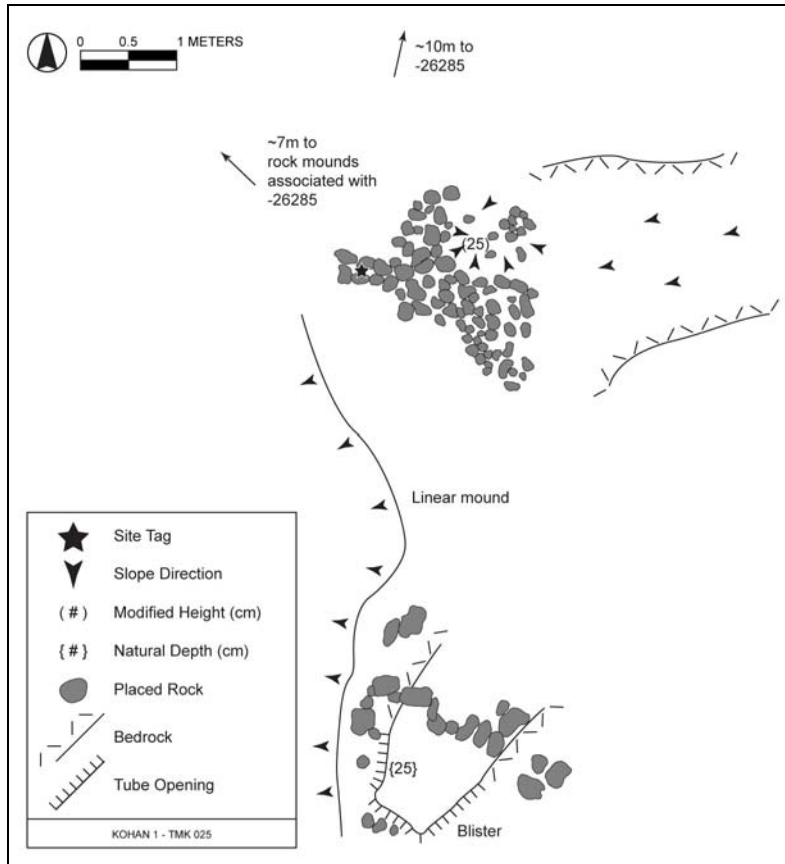 0 0.5 1 METERS
~10m to
-26285
~7m to
rock mounds
associated with
-26285
(25)
Linear mound
Site Tag
Slope Direction
( # ) Modified Height (cm)
{ # } Natural Depth (cm)
Placed Rock
Bedrock
Tube Opening
KOHAN 1 - TMK 025
{25}
Blister